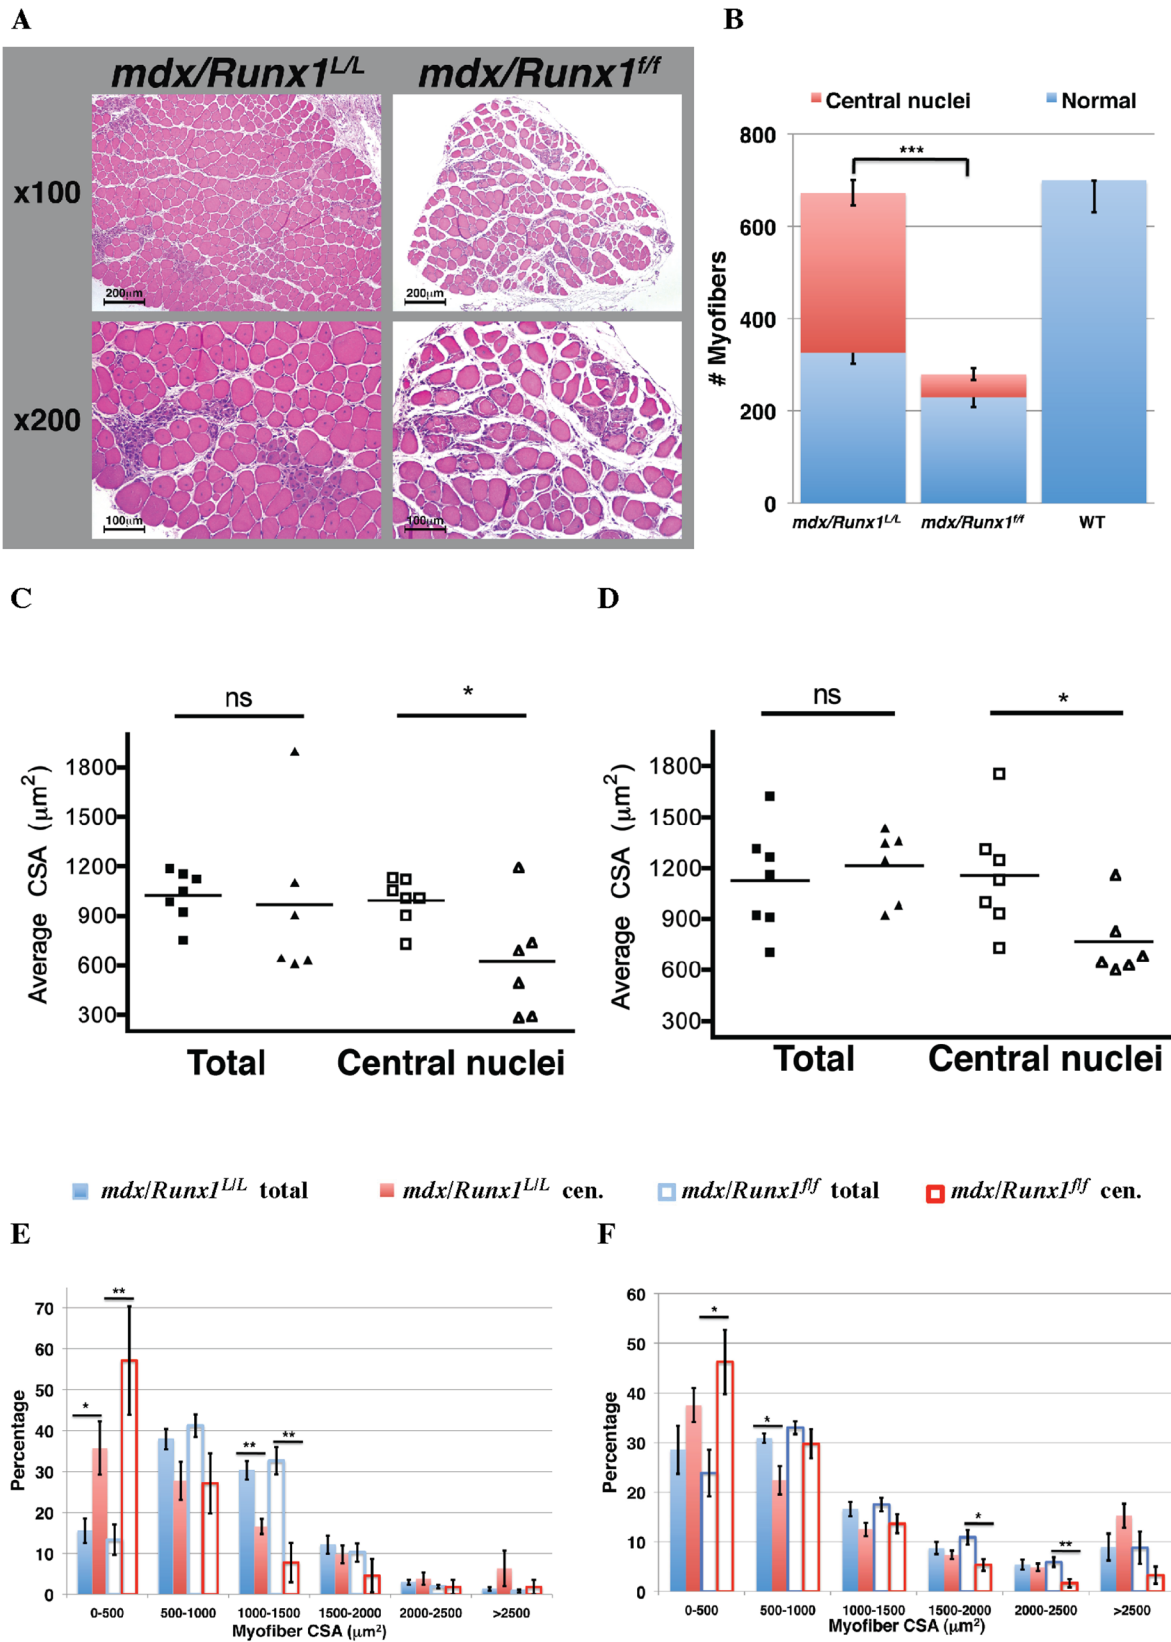 A
B
mdx/Runx1L/L
mdx/Runx1f/f
x100
200µm
200µm
x200
100µm
100µm
Central nuclei
Normal
800
600
400
200
0
# Myofibers
***
mdx/Runx1L/L
mdx/Runx1f/f
WT
C
D
ns
*
1800
1500
1200
900
600
300
Average CSA (µm2)
Total
Central nuclei
ns
*
1800
1500
1200
900
600
300
Average CSA (µm2)
Total
Central nuclei
mdx/Runx1L/L total
mdx/Runx1L/L cen.
mdx/Runx1f/f total
mdx/Runx1f/f cen.
E
F
70
60
50
40
30
20
10
0
Percentage
*
**
**
**
0-500
500-1000
1000-1500
1500-2000
2000-2500
>2500
Myofiber CSA (µm2)
60
50
40
30
20
10
0
Percentage
*
*
*
**
0-500
500-1000
1000-1500
1500-2000
2000-2500
>2500
Myofiber CSA (µm2)